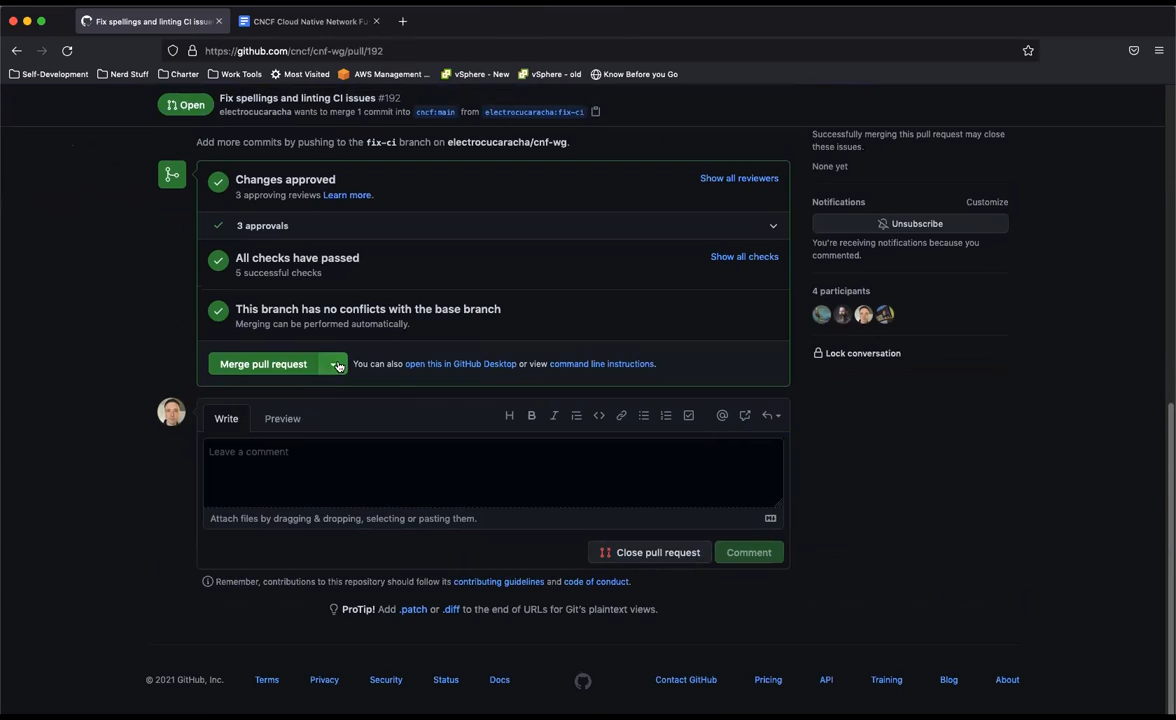 Fix spellings and linting CI issue
CNCF Cloud Native Network Fu
https://github.com/cncf/cnf-wg/pull/192
Self-Development
Nerd Stuff
Charter
Work Tools
Most Visited
AWS Management ...
vSphere - New
vSphere - old
Know Before you Go
Open
Fix spellings and linting CI issues #192
electrocucaracha wants to merge 1 commit into cncf:main from electrocucaracha:fix-ci
Add more commits by pushing to the fix-ci branch on electrocucaracha/cnf-wg.
Changes approved
3 approving reviews Learn more.
Show all reviewers
3 approvals
All checks have passed
5 successful checks
Show all checks
This branch has no conflicts with the base branch
Merging can be performed automatically.
Merge pull request
You can also open this in GitHub Desktop or view command line instructions.
Write
Preview
Leave a comment
Attach files by dragging & dropping, selecting or pasting them.
Close pull request
Comment
Remember, contributions to this repository should follow its contributing guidelines and code of conduct.
ProTip! Add .patch or .diff to the end of URLs for Git's plaintext views.
Successfully merging this pull request may close
these issues.
None yet
Notifications
Customize
Unsubscribe
You're receiving notifications because you
commented.
4 participants
Lock conversation
© 2021 GitHub, Inc.
Terms
Privacy
Security
Status
Docs
Contact GitHub
Pricing
API
Training
Blog
About